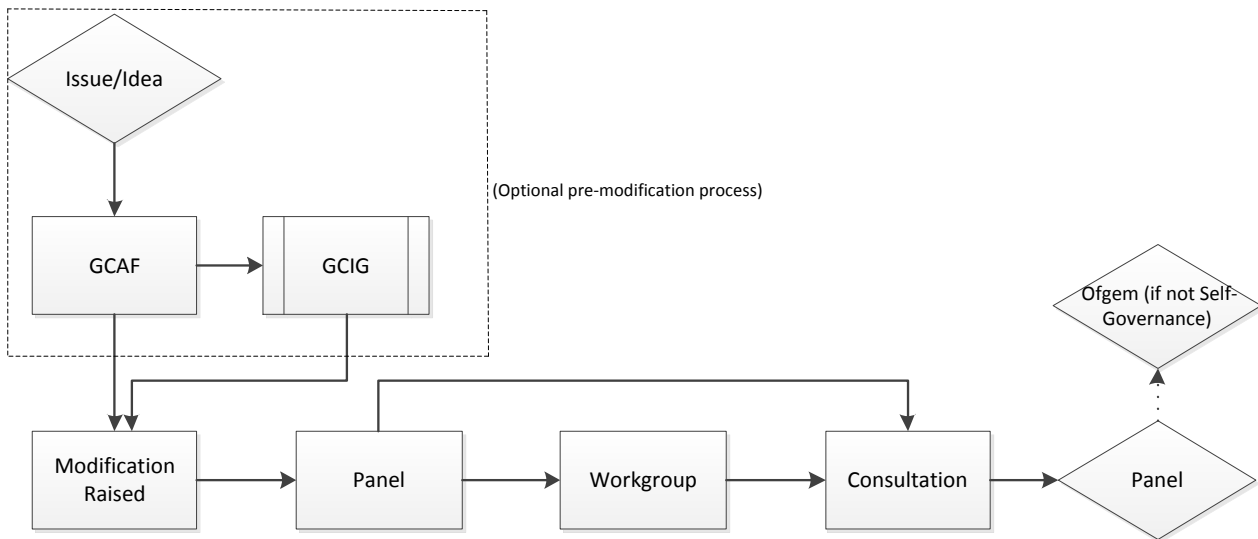 Issue/Idea
(Optional pre-modification process)
GCAF
GCIG
Ofgem (if not Self-
Governance)
Modification
Raised
Panel
Workgroup
Consultation
Panel